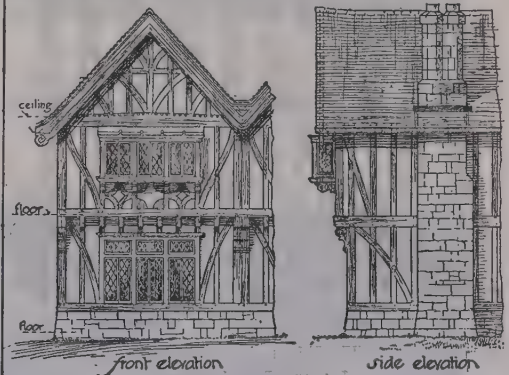 ceiling
floor
floor
front elevation
side elevation